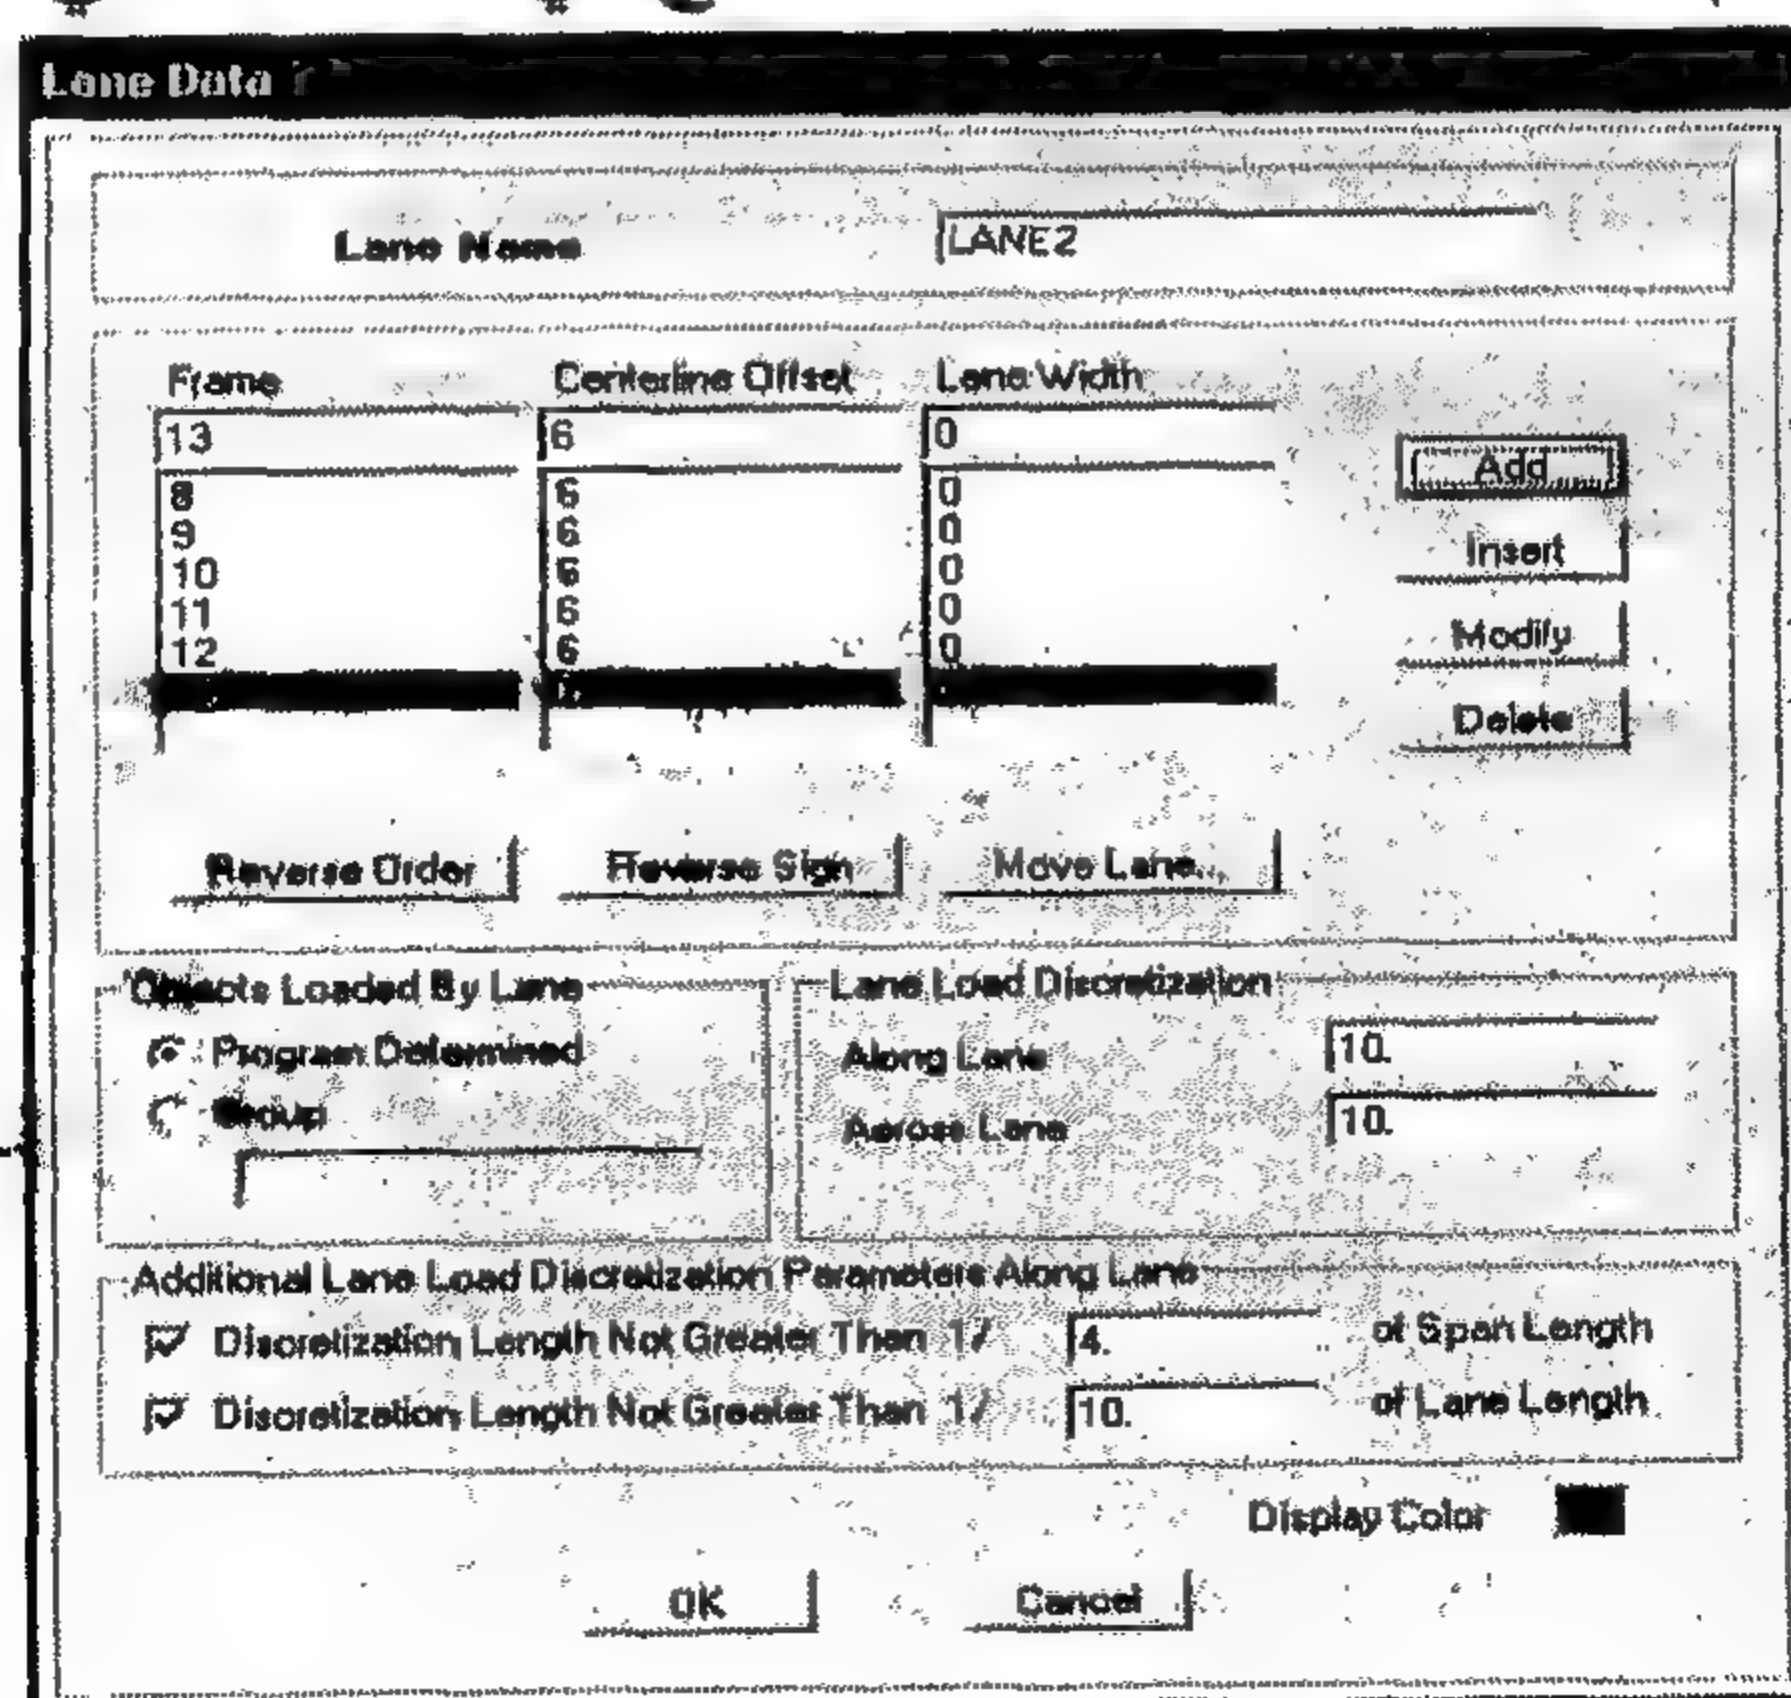 Lane Data
Lane Name LANE2
Frame Centerline Offset Lane Width
13 6 0
Add
8 6 0
9 6 0
Insert
10 6 0
11 6 0
Modify
12 6 0
Delete
Reverse Order Reverse Sign Move Lane...
Objects Loaded By Lane Lane Load Discretization
Program Determined Along Lane 10.
Group Across Lane 10.
Additional Lane Load Discretization Parameters Along Lane
Discretization Length Not Greater Than 1/ 4. of Span Length
Discretization Length Not Greater Than 1/ 10. of Lane Length
Display Color
OK Cancel